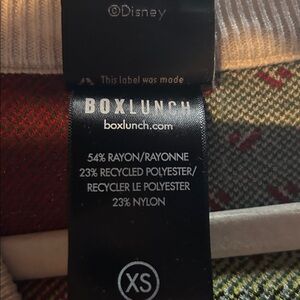 ©Disney
This label was made
BOXLUNCH
boxlunch.com
54% RAYON/RAYONNE
23% RECYCLED POLYESTER/
RECYCLER LE POLYESTER
23% NYLON
XS